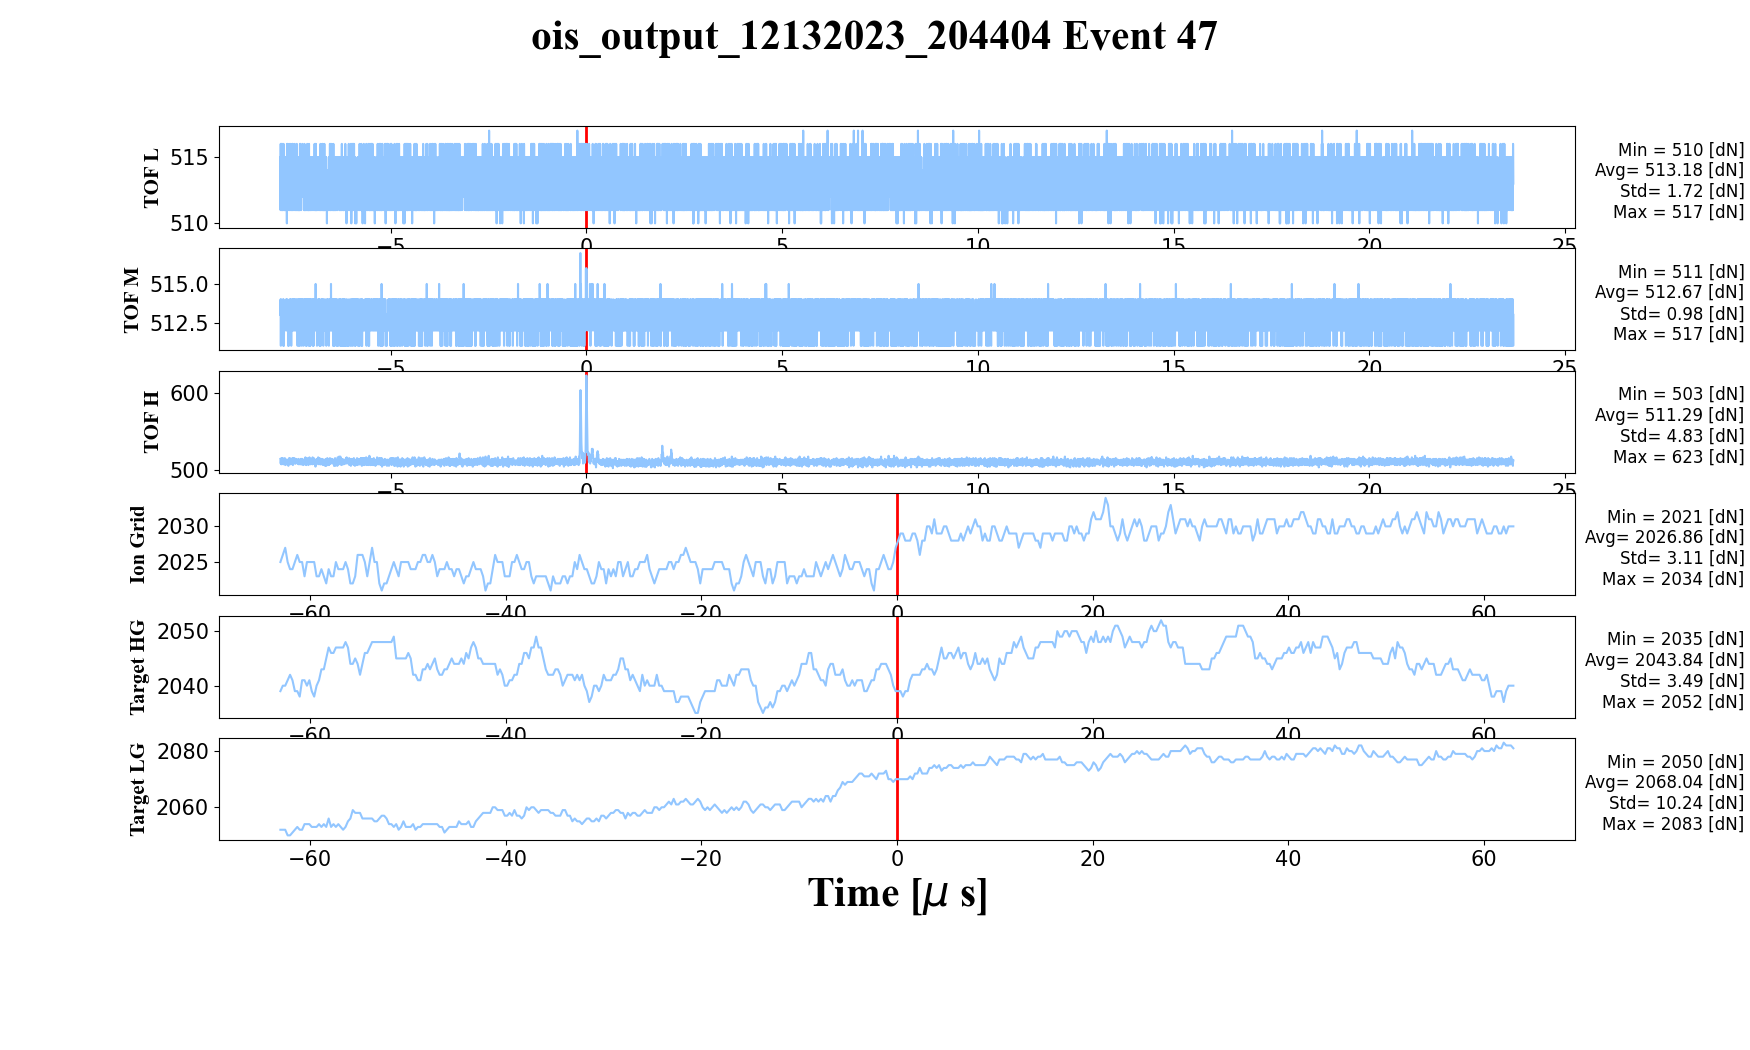 ois_output_12132023_204404 Event 47
TOF L
515
510
−5
0
5
10
15
20
25
Min = 510 [dN]
Avg= 513.18 [dN]
Std= 1.72 [dN]
Max = 517 [dN]
TOF M
515.0
512.5
−5
0
5
10
15
20
25
Min = 511 [dN]
Avg= 512.67 [dN]
Std= 0.98 [dN]
Max = 517 [dN]
TOF H
600
500
−5
0
5
10
15
20
25
Min = 503 [dN]
Avg= 511.29 [dN]
Std= 4.83 [dN]
Max = 623 [dN]
Ion Grid
2030
2025
−60
−40
−20
0
20
40
60
Min = 2021 [dN]
Avg= 2026.86 [dN]
Std= 3.11 [dN]
Max = 2034 [dN]
Target HG
2050
2040
−60
−40
−20
0
20
40
60
Min = 2035 [dN]
Avg= 2043.84 [dN]
Std= 3.49 [dN]
Max = 2052 [dN]
Target LG
2080
2060
−60
−40
−20
0
20
40
60
Min = 2050 [dN]
Avg= 2068.04 [dN]
Std= 10.24 [dN]
Max = 2083 [dN]
Time [μ s]